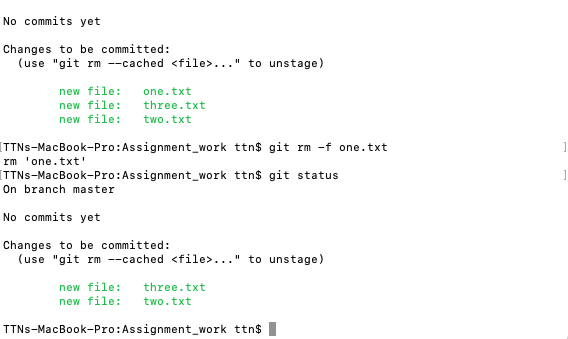 No commits yet
Changes to be committed:
  (use "git rm --cached <file>..." to unstage)
        new file:   one.txt
        new file:   three.txt
        new file:   two.txt
[TTNs-MacBook-Pro:Assignment_work ttn$ git rm -f one.txt ]
rm 'one.txt'
[TTNs-MacBook-Pro:Assignment_work ttn$ git status ]
On branch master
No commits yet
Changes to be committed:
  (use "git rm --cached <file>..." to unstage)
        new file:   three.txt
        new file:   two.txt
TTNs-MacBook-Pro:Assignment_work ttn$